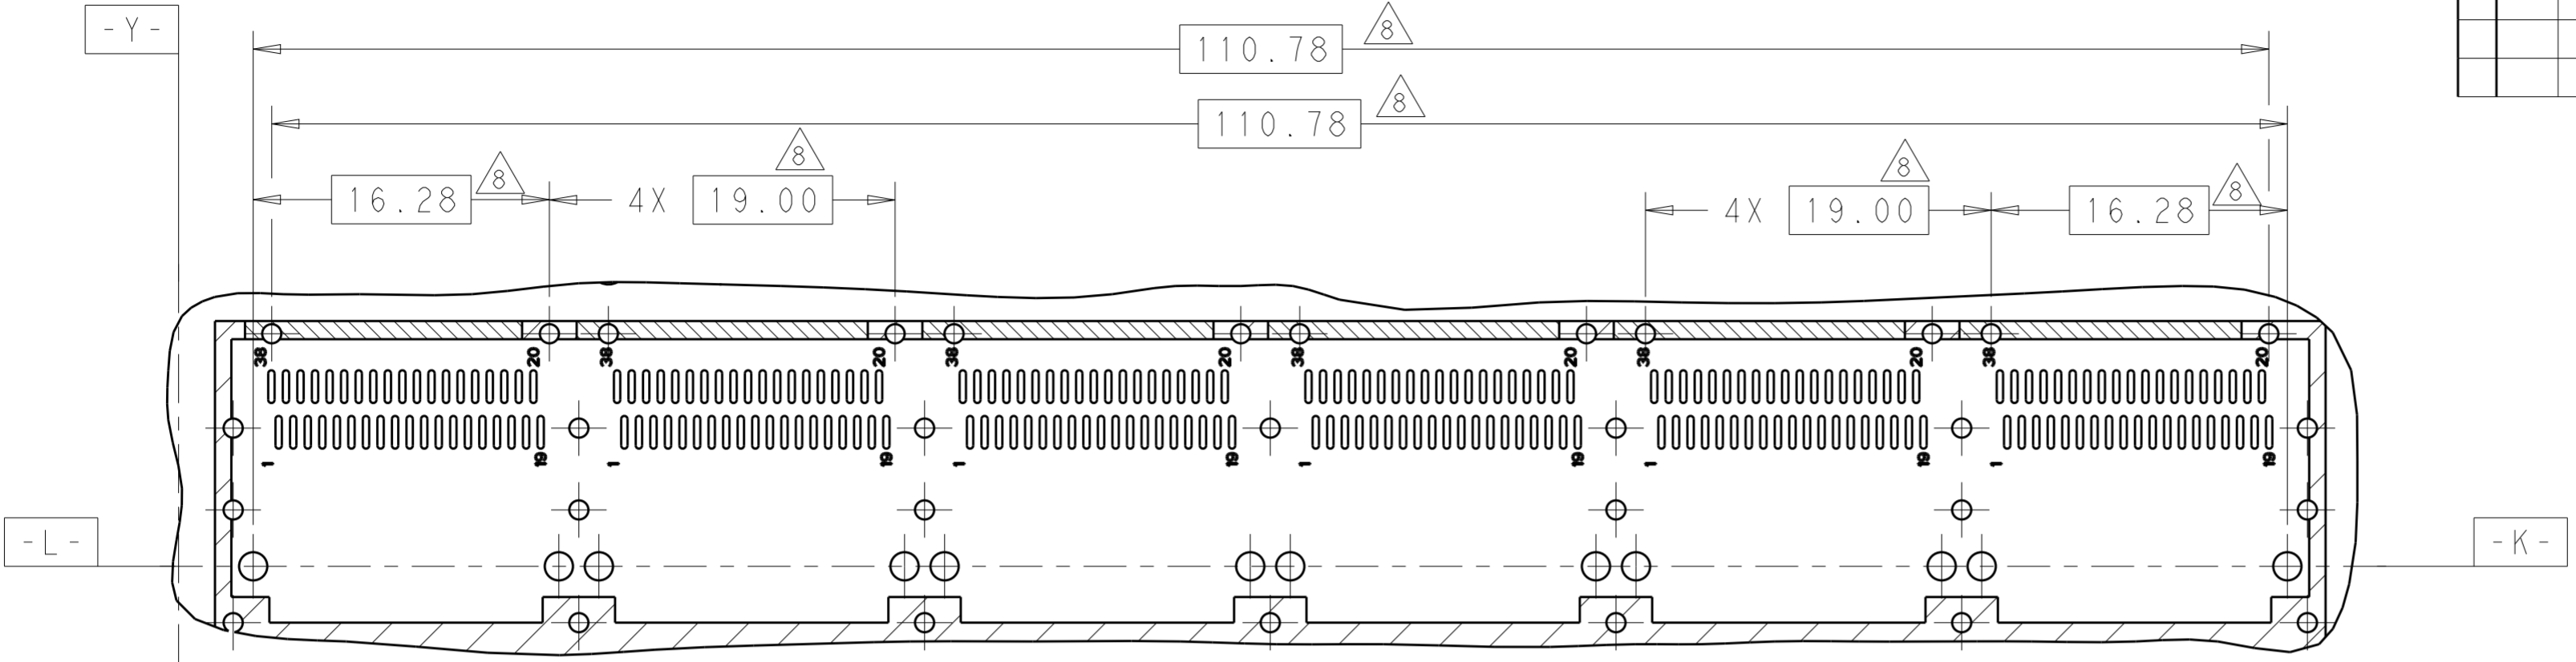 -Y-
110.78 8
110.78 8
16.28 8 4X 19.00 8 4X 19.00 8 16.28 8
38 20 38 20 38 20 38 20 38 20 38 20
1 19 1 19 1 19 1 19 1 19 1 19
-L- -K-